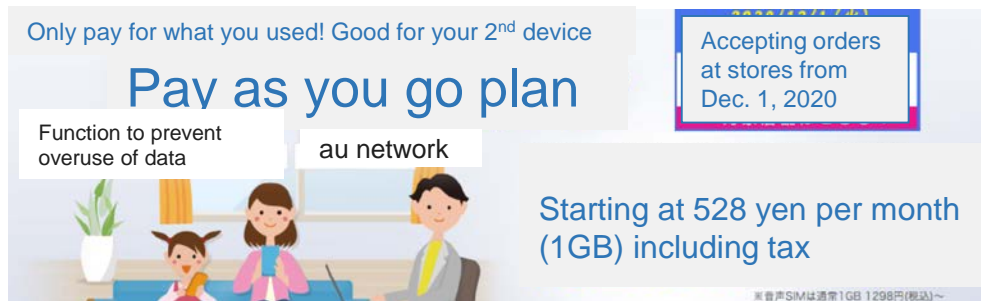 Only pay for what you used! Good for your 2nd device
Pay as you go plan
Accepting orders
at stores from
Dec. 1, 2020
Function to prevent
overuse of data
au network
Starting at 528 yen per month
(1GB) including tax
※音声SIMは通常1GB 1298円(税込)～